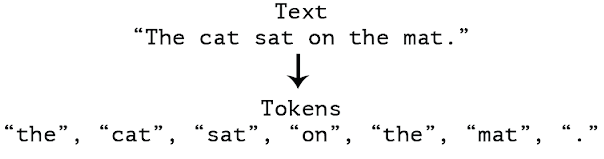 Text
“The cat sat on the mat.”
Tokens
“the”, “cat”, “sat”, “on”, “the”, “mat”, “.”